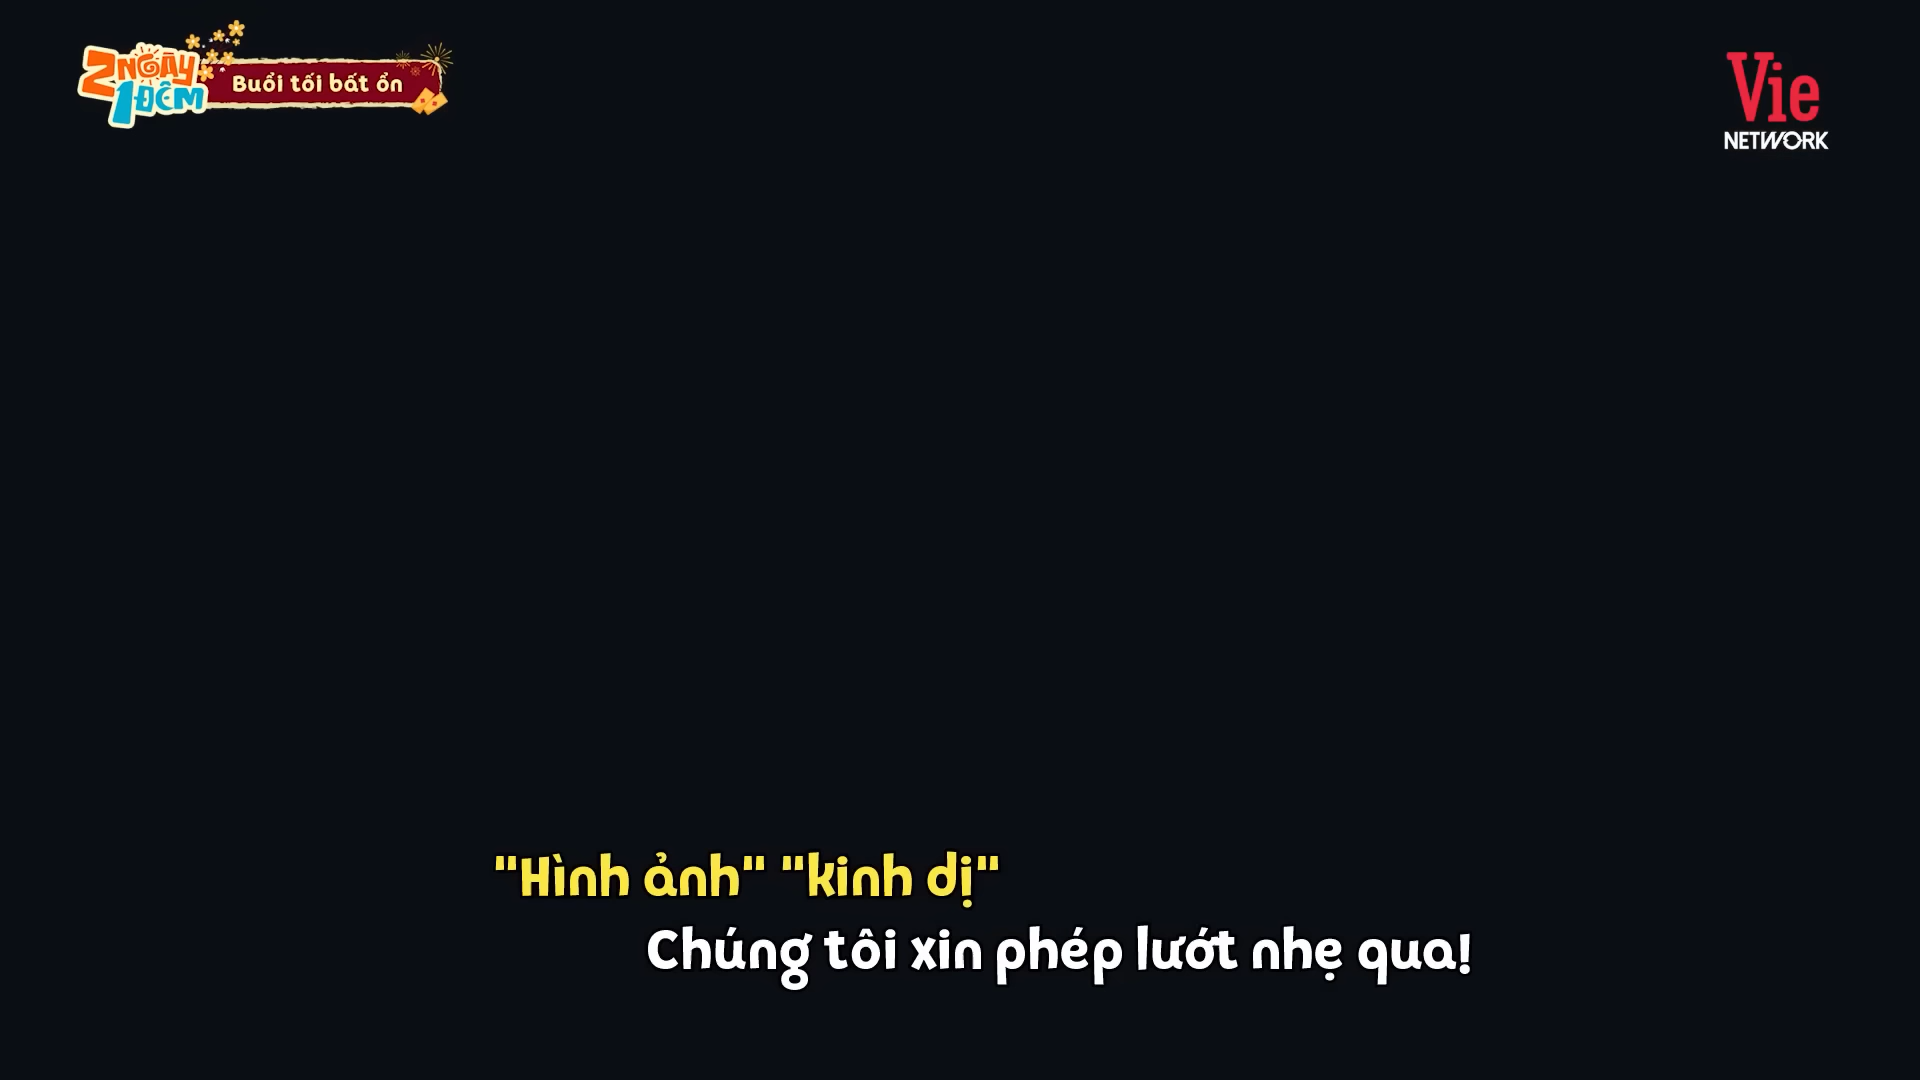 2 NGÀY
1 ĐÊM
Buổi tối bất ổn
Vie
NETWORK
"Hình ảnh" "kinh dị"
Chúng tôi xin phép lướt nhẹ qua!